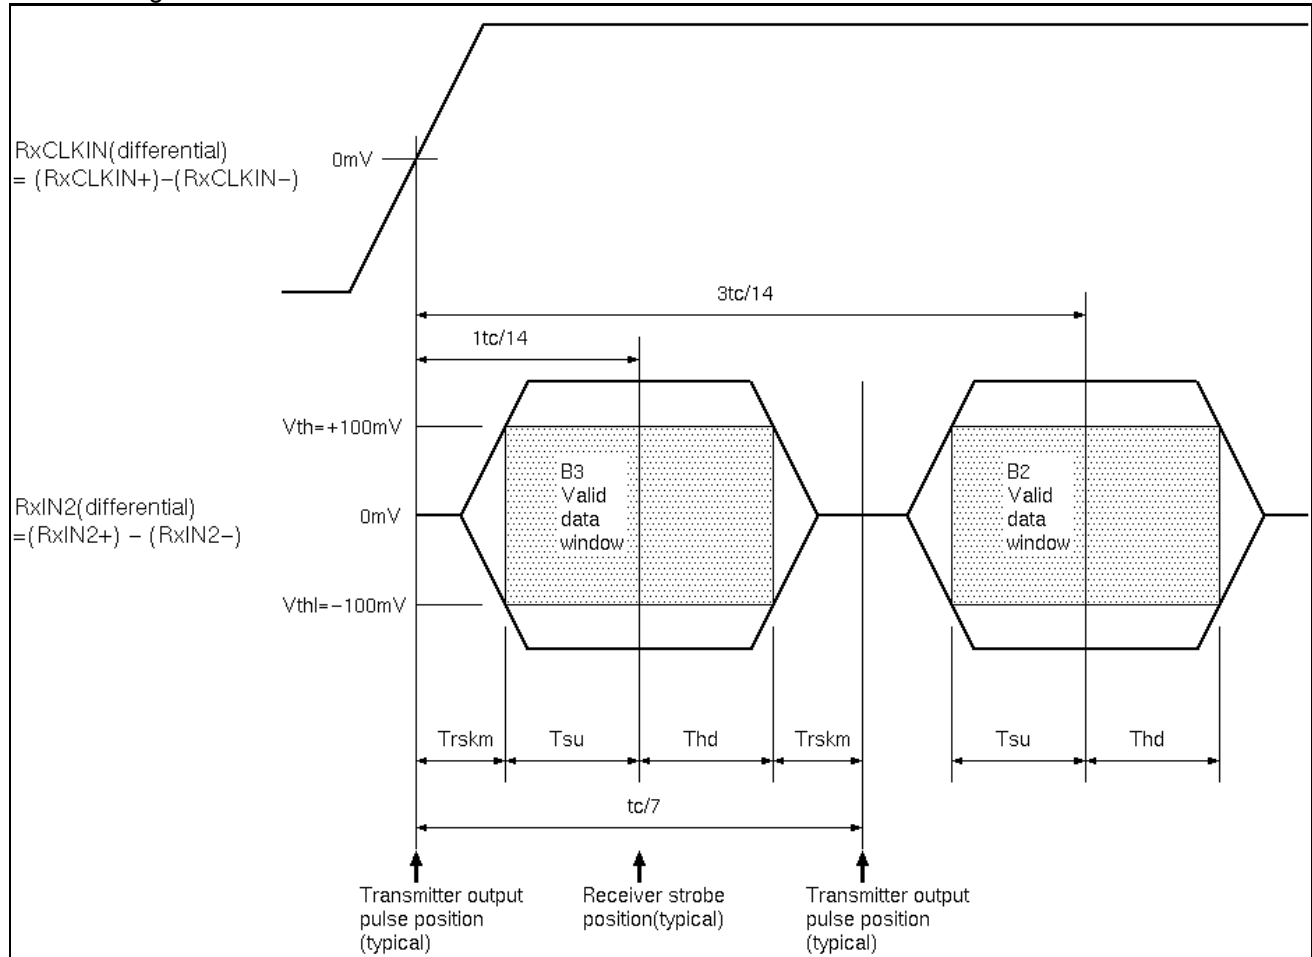 RxCLKIN(differential)
= (RxCLKIN+)−(RxCLKIN−)
0mV
3tc/14
1tc/14
Vth=+100mV
RxIN2(differential)
=(RxIN2+) − (RxIN2−)
0mV
Vthl=−100mV
B3
Valid
data
window
B2
Valid
data
window
Trskm
Tsu
Thd
Trskm
Tsu
Thd
tc/7
Transmitter output
pulse position
(typical)
Receiver strobe
position(typical)
Transmitter output
pulse position
(typical)